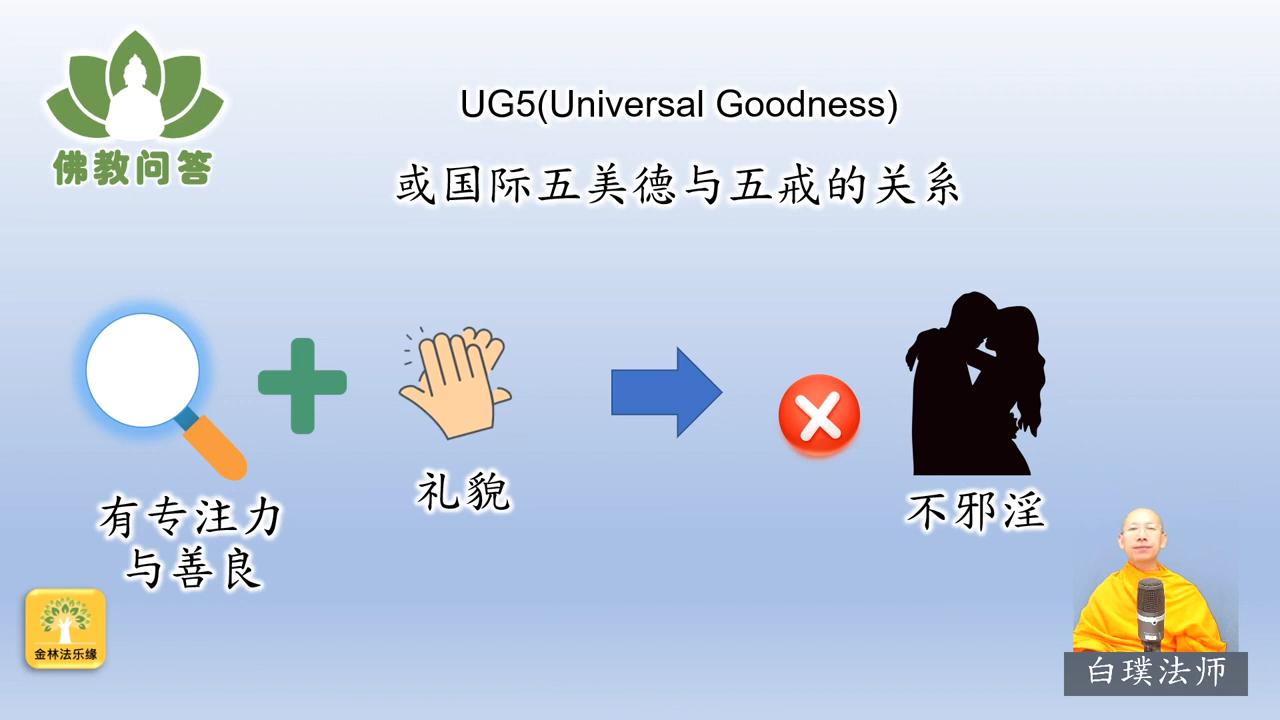 佛教问答
UG5(Universal Goodness)
或国际五美德与五戒的关系
有专注力
与善良
礼貌
不邪淫
金林法乐缘
白璞法师